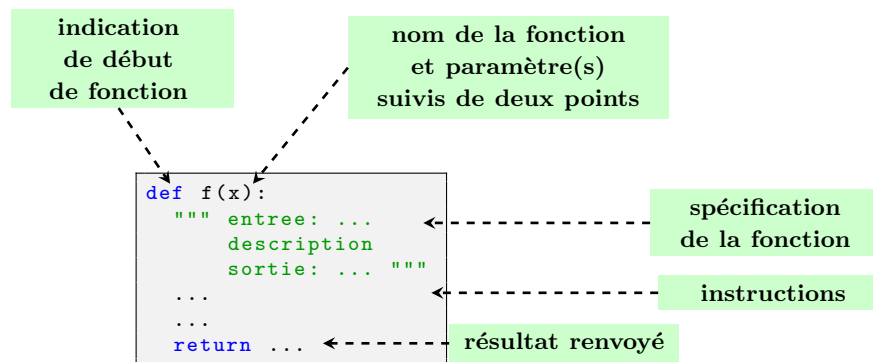 indication
de début
de fonction
nom de la fonction
et paramètre(s)
suivis de deux points
def f(x):
""" entree: ...
description
sortie: ... """
...
...
return ...
spécification
de la fonction
instructions
résultat renvoyé